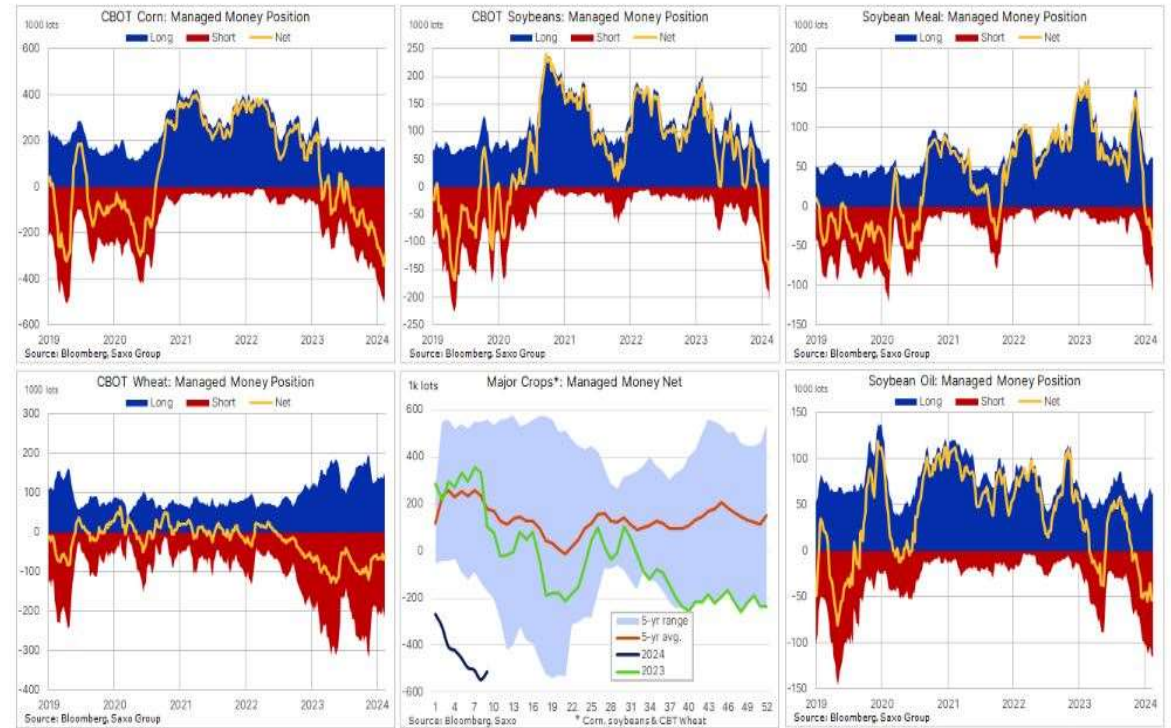 CBOT Corn: Managed Money Position
1000 lots
Long Short Net
600
400
200
0
-200
-400
-600
2019 2020 2021 2022 2023 2024
Source: Bloomberg, Saxo Group
CBOT Soybeans: Managed Money Position
1000 lots
Long Short Net
250
200
150
100
50
0
-50
-100
-150
-200
-250
2019 2020 2021 2022 2023 2024
Source: Bloomberg, Saxo Group
Soybean Meal: Managed Money Position
1000 lots
Long Short Net
200
150
100
50
0
-50
-100
-150
2019 2020 2021 2022 2023 2024
Source: Bloomberg, Saxo Group
CBOT Wheat: Managed Money Position
1000 lots
Long Short Net
300
200
100
0
-100
-200
-300
-400
2019 2020 2021 2022 2023 2024
Source: Bloomberg, Saxo Group
Major Crops*: Managed Money Net
1k lots
600
400
200
0
-200
-400
-600
5-yr range
5-yr avg.
2024
2023
1 4 7 10 13 16 19 22 25 28 31 34 37 40 43 46 49 52
Source: Bloomberg, Saxo * Corn, soybeans & CBT Wheat
Soybean Oil: Managed Money Position
1000 lots
Long Short Net
150
100
50
0
-50
-100
-150
2019 2020 2021 2022 2023 2024
Source: Bloomberg, Saxo Group